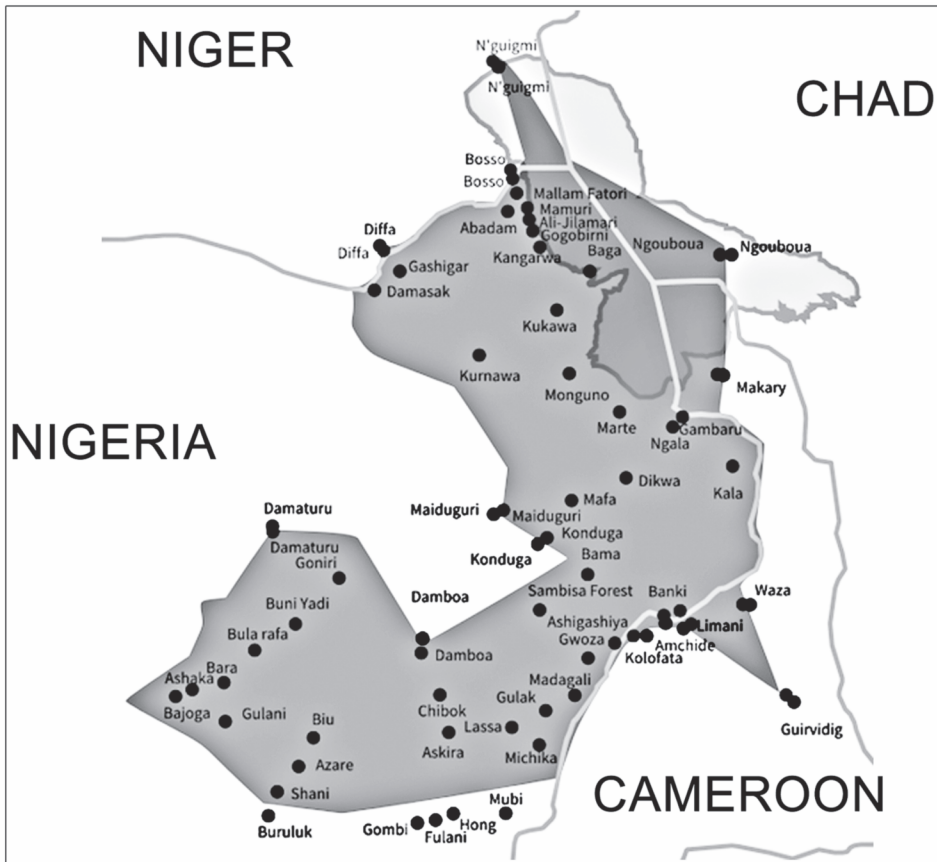 NIGER
N'guigmi
N'guigmi
CHAD
Bosso
Bosso
Mallam Fatori
Mamuri
Ali-Jilamari
Abadam
Gogobirni
Diffa
Diffa
Kangarwa
Baga
Ngouboua
Ngouboua
Gashigar
Damasak
Kukawa
Kurnawa
Monguno
Makary
Marte
Gambaru
NIGERIA
Ngala
Dikwa
Kala
Mafa
Damaturu
Maiduguri
Maiduguri
Damaturu
Konduga
Konduga
Goniri
Bama
Sambisa Forest
Damboa
Banki
Waza
Buni Yadi
Ashigashiya
Limani
Bula rafa
Gwoza
Amchide
Damboa
Kolofata
Bara
Madagali
Ashaka
Gulak
Bajoga
Gulani
Chibok
Guirvidig
Biu
Lassa
Askira
Michika
Azare
Shani
CAMEROON
Mubi
Buruluk
Gombi
Hong
Fulani